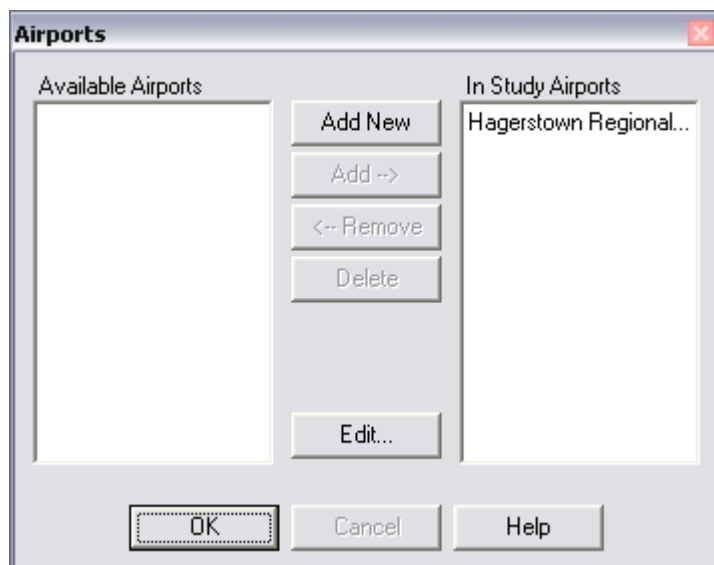 Airports
Available Airports
In Study Airports
Add New
Hagerstown Regional...
Add -->
<-- Remove
Delete
Edit...
OK
Cancel
Help